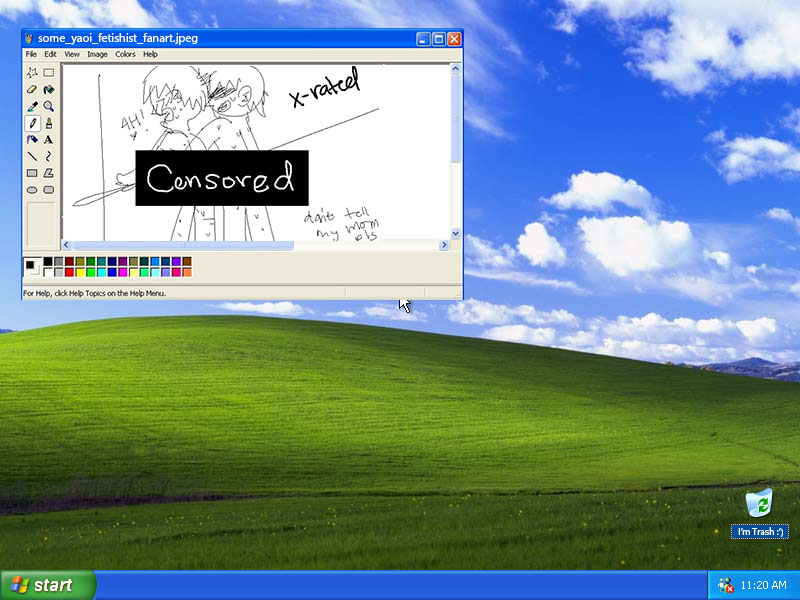 some_yaoi_fetishist_fanart.jpeg
File Edit View Image Colors Help
x-rated
AH!
Censored
don't tell
my mom
pls
For Help, click Help Topics on the Help Menu.
I'm Trash :)
start
11:20 AM